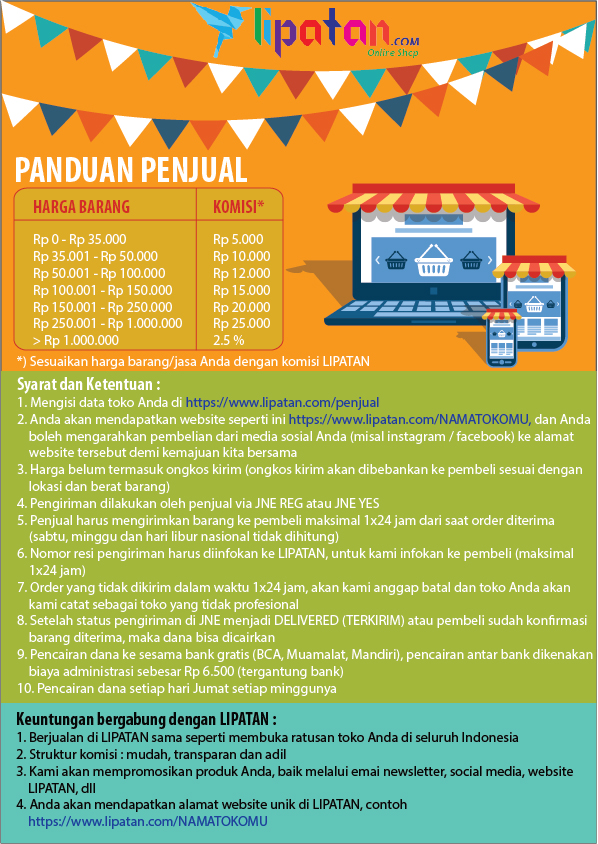 lipatan.COM
Online Shop
PANDUAN PENJUAL
HARGA BARANG KOMISI*
Rp 0 - Rp 35.000 Rp 5.000
Rp 35.001 - Rp 50.000 Rp 10.000
Rp 50.001 - Rp 100.000 Rp 12.000
Rp 100.001 - Rp 150.000 Rp 15.000
Rp 150.001 - Rp 250.000 Rp 20.000
Rp 250.001 - Rp 1.000.000 Rp 25.000
> Rp 1.000.000 2.5 %
*) Sesuaikan harga barang/jasa Anda dengan komisi LIPATAN
Syarat dan Ketentuan :
1. Mengisi data toko Anda di https://www.lipatan.com/penjual
2. Anda akan mendapatkan website seperti ini https://www.lipatan.com/NAMATOKOMU, dan Anda
boleh mengarahkan pembelian dari media sosial Anda (misal instagram / facebook) ke alamat
website tersebut demi kemajuan kita bersama
3. Harga belum termasuk ongkos kirim (ongkos kirim akan dibebankan ke pembeli sesuai dengan
lokasi dan berat barang)
4. Pengiriman dilakukan oleh penjual via JNE REG atau JNE YES
5. Penjual harus mengirimkan barang ke pembeli maksimal 1x24 jam dari saat order diterima
(sabtu, minggu dan hari libur nasional tidak dihitung)
6. Nomor resi pengiriman harus diinfokan ke LIPATAN, untuk kami infokan ke pembeli (maksimal
1x24 jam)
7. Order yang tidak dikirim dalam waktu 1x24 jam, akan kami anggap batal dan toko Anda akan
kami catat sebagai toko yang tidak profesional
8. Setelah status pengiriman di JNE menjadi DELIVERED (TERKIRIM) atau pembeli sudah konfirmasi
barang diterima, maka dana bisa dicairkan
9. Pencairan dana ke sesama bank gratis (BCA, Muamalat, Mandiri), pencairan antar bank dikenakan
biaya administrasi sebesar Rp 6.500 (tergantung bank)
10. Pencairan dana setiap hari Jumat setiap minggunya
Keuntungan bergabung dengan LIPATAN :
1. Berjualan di LIPATAN sama seperti membuka ratusan toko Anda di seluruh Indonesia
2. Struktur komisi : mudah, transparan dan adil
3. Kami akan mempromosikan produk Anda, baik melalui emai newsletter, social media, website
LIPATAN, dll
4. Anda akan mendapatkan alamat website unik di LIPATAN, contoh
https://www.lipatan.com/NAMATOKOMU